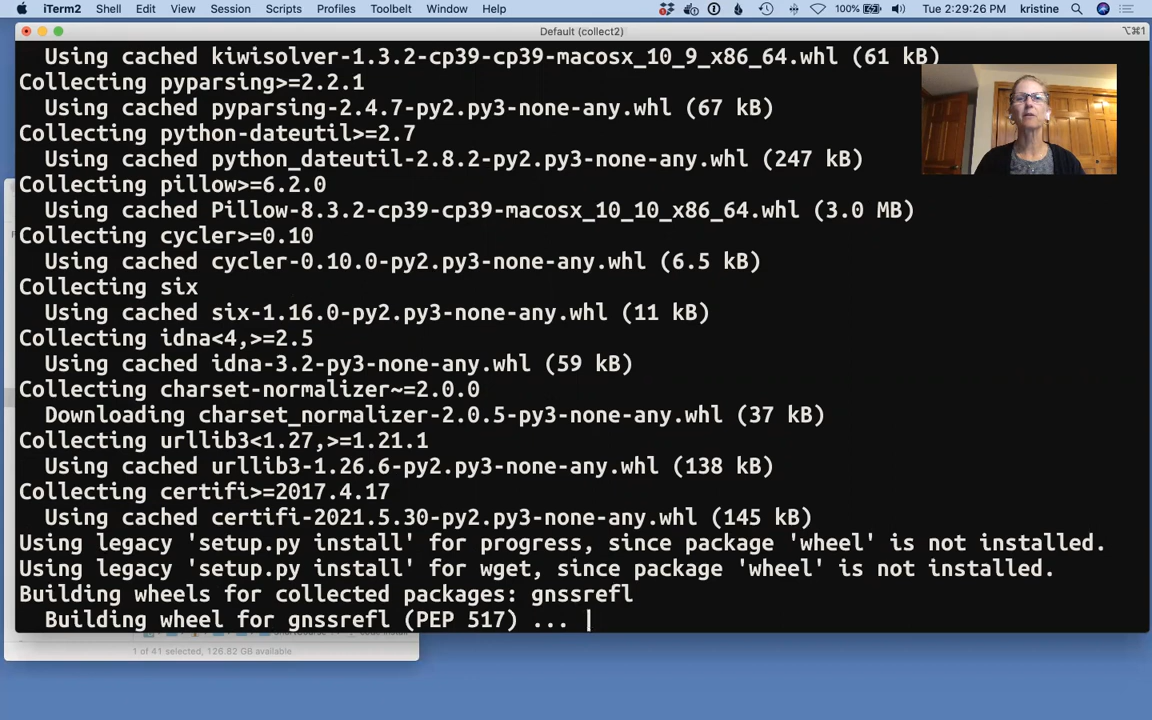 iTerm2 Shell Edit View Session Scripts Profiles Toolbelt Window Help 100% Tue 2:29:26 PM kristine
Default (collect2) ⌥⌘1
Using cached kiwisolver-1.3.2-cp39-cp39-macosx_10_9_x86_64.whl (61 kB)
Collecting pyparsing>=2.2.1
Using cached pyparsing-2.4.7-py2.py3-none-any.whl (67 kB)
Collecting python-dateutil>=2.7
Using cached python_dateutil-2.8.2-py2.py3-none-any.whl (247 kB)
Collecting pillow>=6.2.0
Using cached Pillow-8.3.2-cp39-cp39-macosx_10_10_x86_64.whl (3.0 MB)
Collecting cycler>=0.10
Using cached cycler-0.10.0-py2.py3-none-any.whl (6.5 kB)
Collecting six
Using cached six-1.16.0-py2.py3-none-any.whl (11 kB)
Collecting idna<4,>=2.5
Using cached idna-3.2-py3-none-any.whl (59 kB)
Collecting charset-normalizer~=2.0.0
Downloading charset_normalizer-2.0.5-py3-none-any.whl (37 kB)
Collecting urllib3<1.27,>=1.21.1
Using cached urllib3-1.26.6-py2.py3-none-any.whl (138 kB)
Collecting certifi>=2017.4.17
Using cached certifi-2021.5.30-py2.py3-none-any.whl (145 kB)
Using legacy 'setup.py install' for progress, since package 'wheel' is not installed.
Using legacy 'setup.py install' for wget, since package 'wheel' is not installed.
Building wheels for collected packages: gnssrefl
Building wheel for gnssrefl (PEP 517) ... |
1 of 41 selected, 126.82 GB available